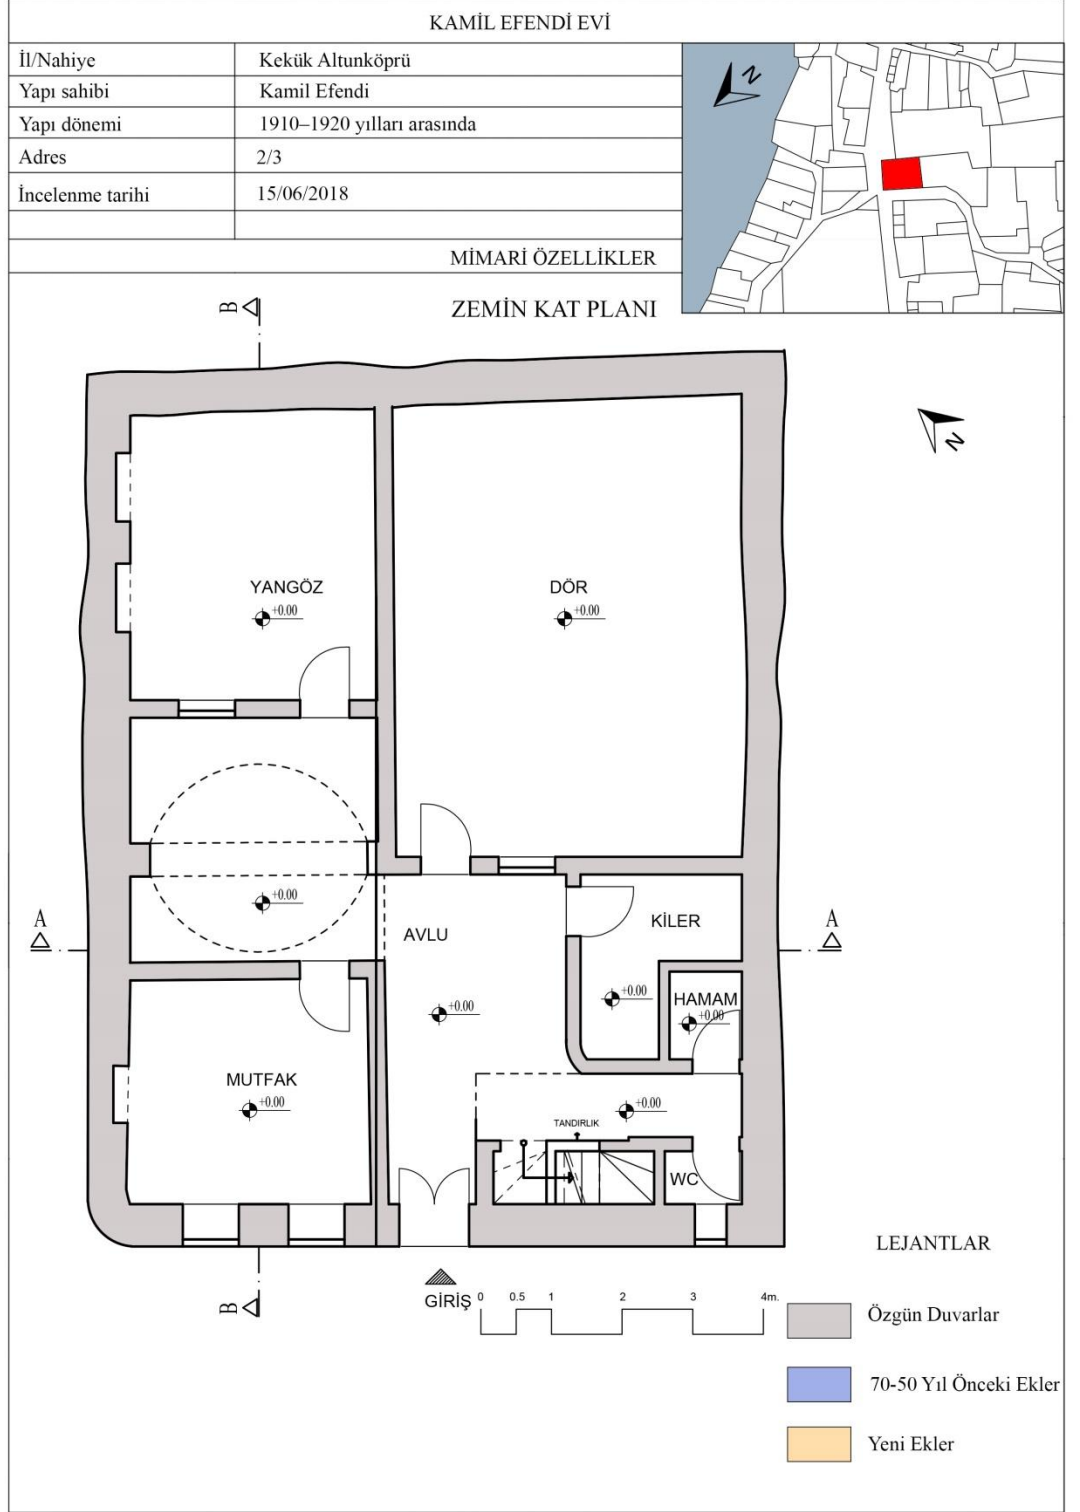 KAMİL EFENDİ EVİ
İl/Nahiye Kekük Altunköprü
Yapı sahibi Kamil Efendi
Yapı dönemi 1910–1920 yılları arasında
Adres 2/3
İncelenme tarihi 15/06/2018
N
MİMARİ ÖZELLİKLER
ZEMİN KAT PLANI
B
N
YANGÖZ
+0.00
DÖR
+0.00
+0.00
A
AVLU
KİLER
A
+0.00
+0.00
HAMAM
+0.00
MUTFAK
+0.00
+0.00
TANDIRLIK
WC
B
GİRİŞ
0 0.5 1 2 3 4m.
LEJANTLAR
Özgün Duvarlar
70-50 Yıl Önceki Ekler
Yeni Ekler